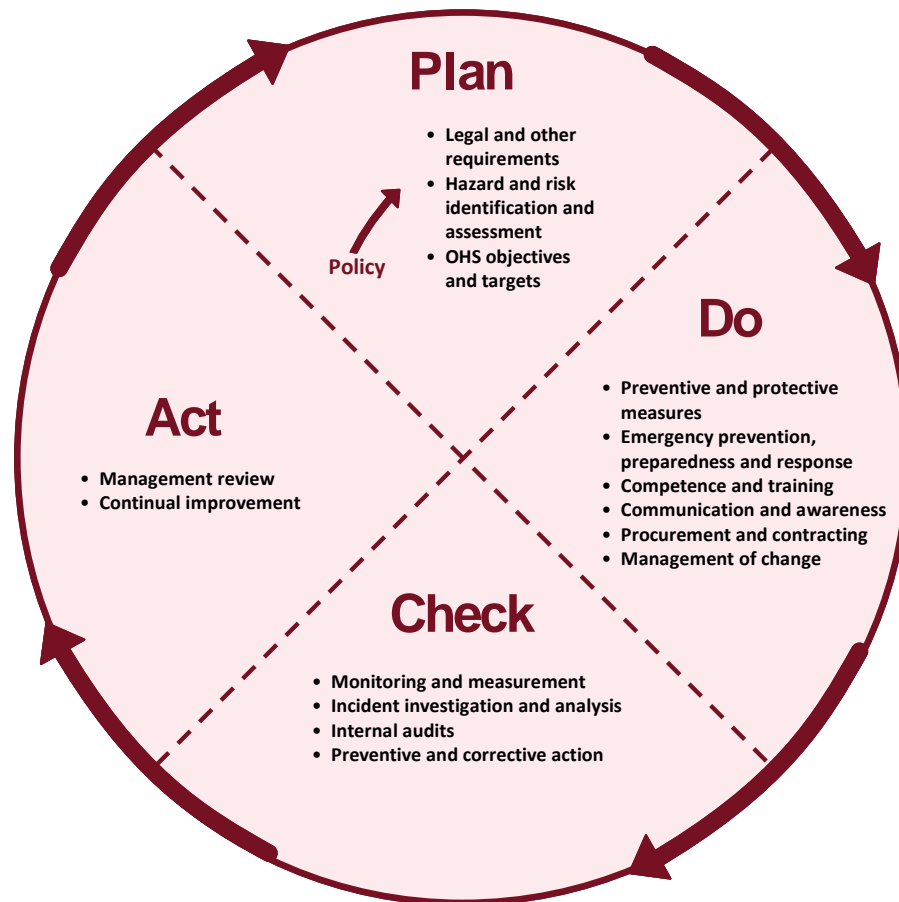 Plan
• Legal and other
requirements
• Hazard and risk
identification and
assessment
• OHS objectives
and targets
Policy
Do
• Preventive and protective
measures
• Emergency prevention,
preparedness and response
• Competence and training
• Communication and awareness
• Procurement and contracting
• Management of change
Check
• Monitoring and measurement
• Incident investigation and analysis
• Internal audits
• Preventive and corrective action
Act
• Management review
• Continual improvement